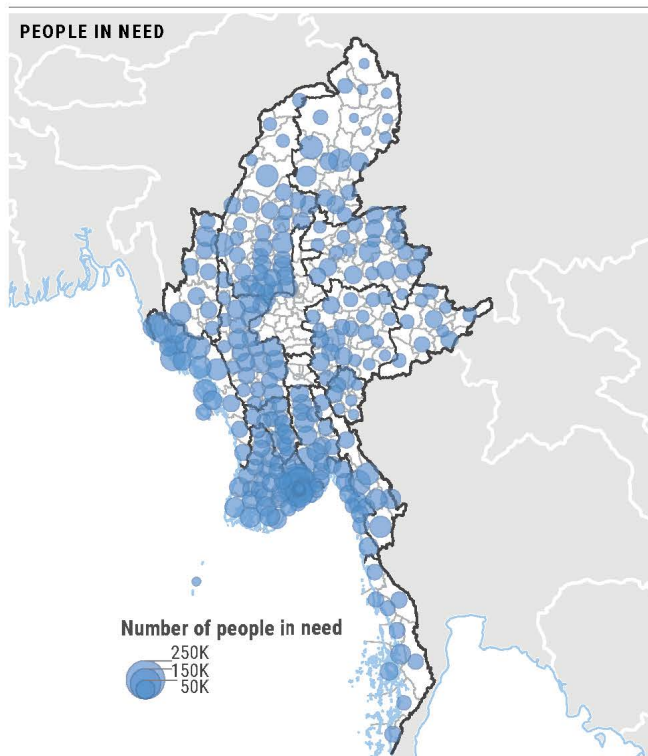 PEOPLE IN NEED
Number of people in need
250K
150K
50K